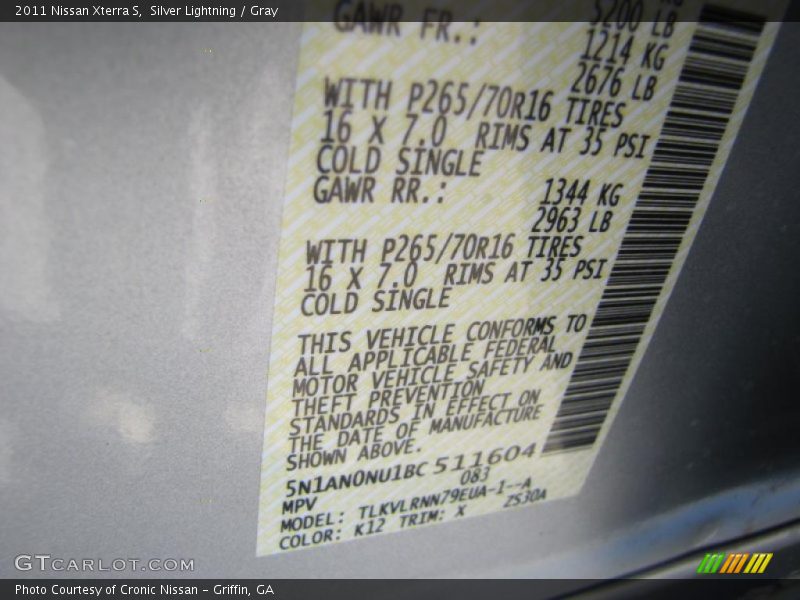 2011 Nissan Xterra S, Silver Lightning / Gray
GAWR FR.:
5200 LB
1214 KG
2676 LB
WITH P265/70R16 TIRES
16 X 7.0 RIMS AT 35 PSI
COLD SINGLE
GAWR RR.: 1344 KG
2963 LB
WITH P265/70R16 TIRES
16 X 7.0 RIMS AT 35 PSI
COLD SINGLE
THIS VEHICLE CONFORMS TO
ALL APPLICABLE FEDERAL
MOTOR VEHICLE SAFETY AND
THEFT PREVENTION
STANDARDS IN EFFECT ON
THE DATE OF MANUFACTURE
SHOWN ABOVE.
5N1AN0NU1BC 511604
MPV 083
MODEL: TLKVLRNN79EUA-1--A
COLOR: K12 TRIM: X ZS30A
GTCARLOT.COM
Photo Courtesy of Cronic Nissan - Griffin, GA